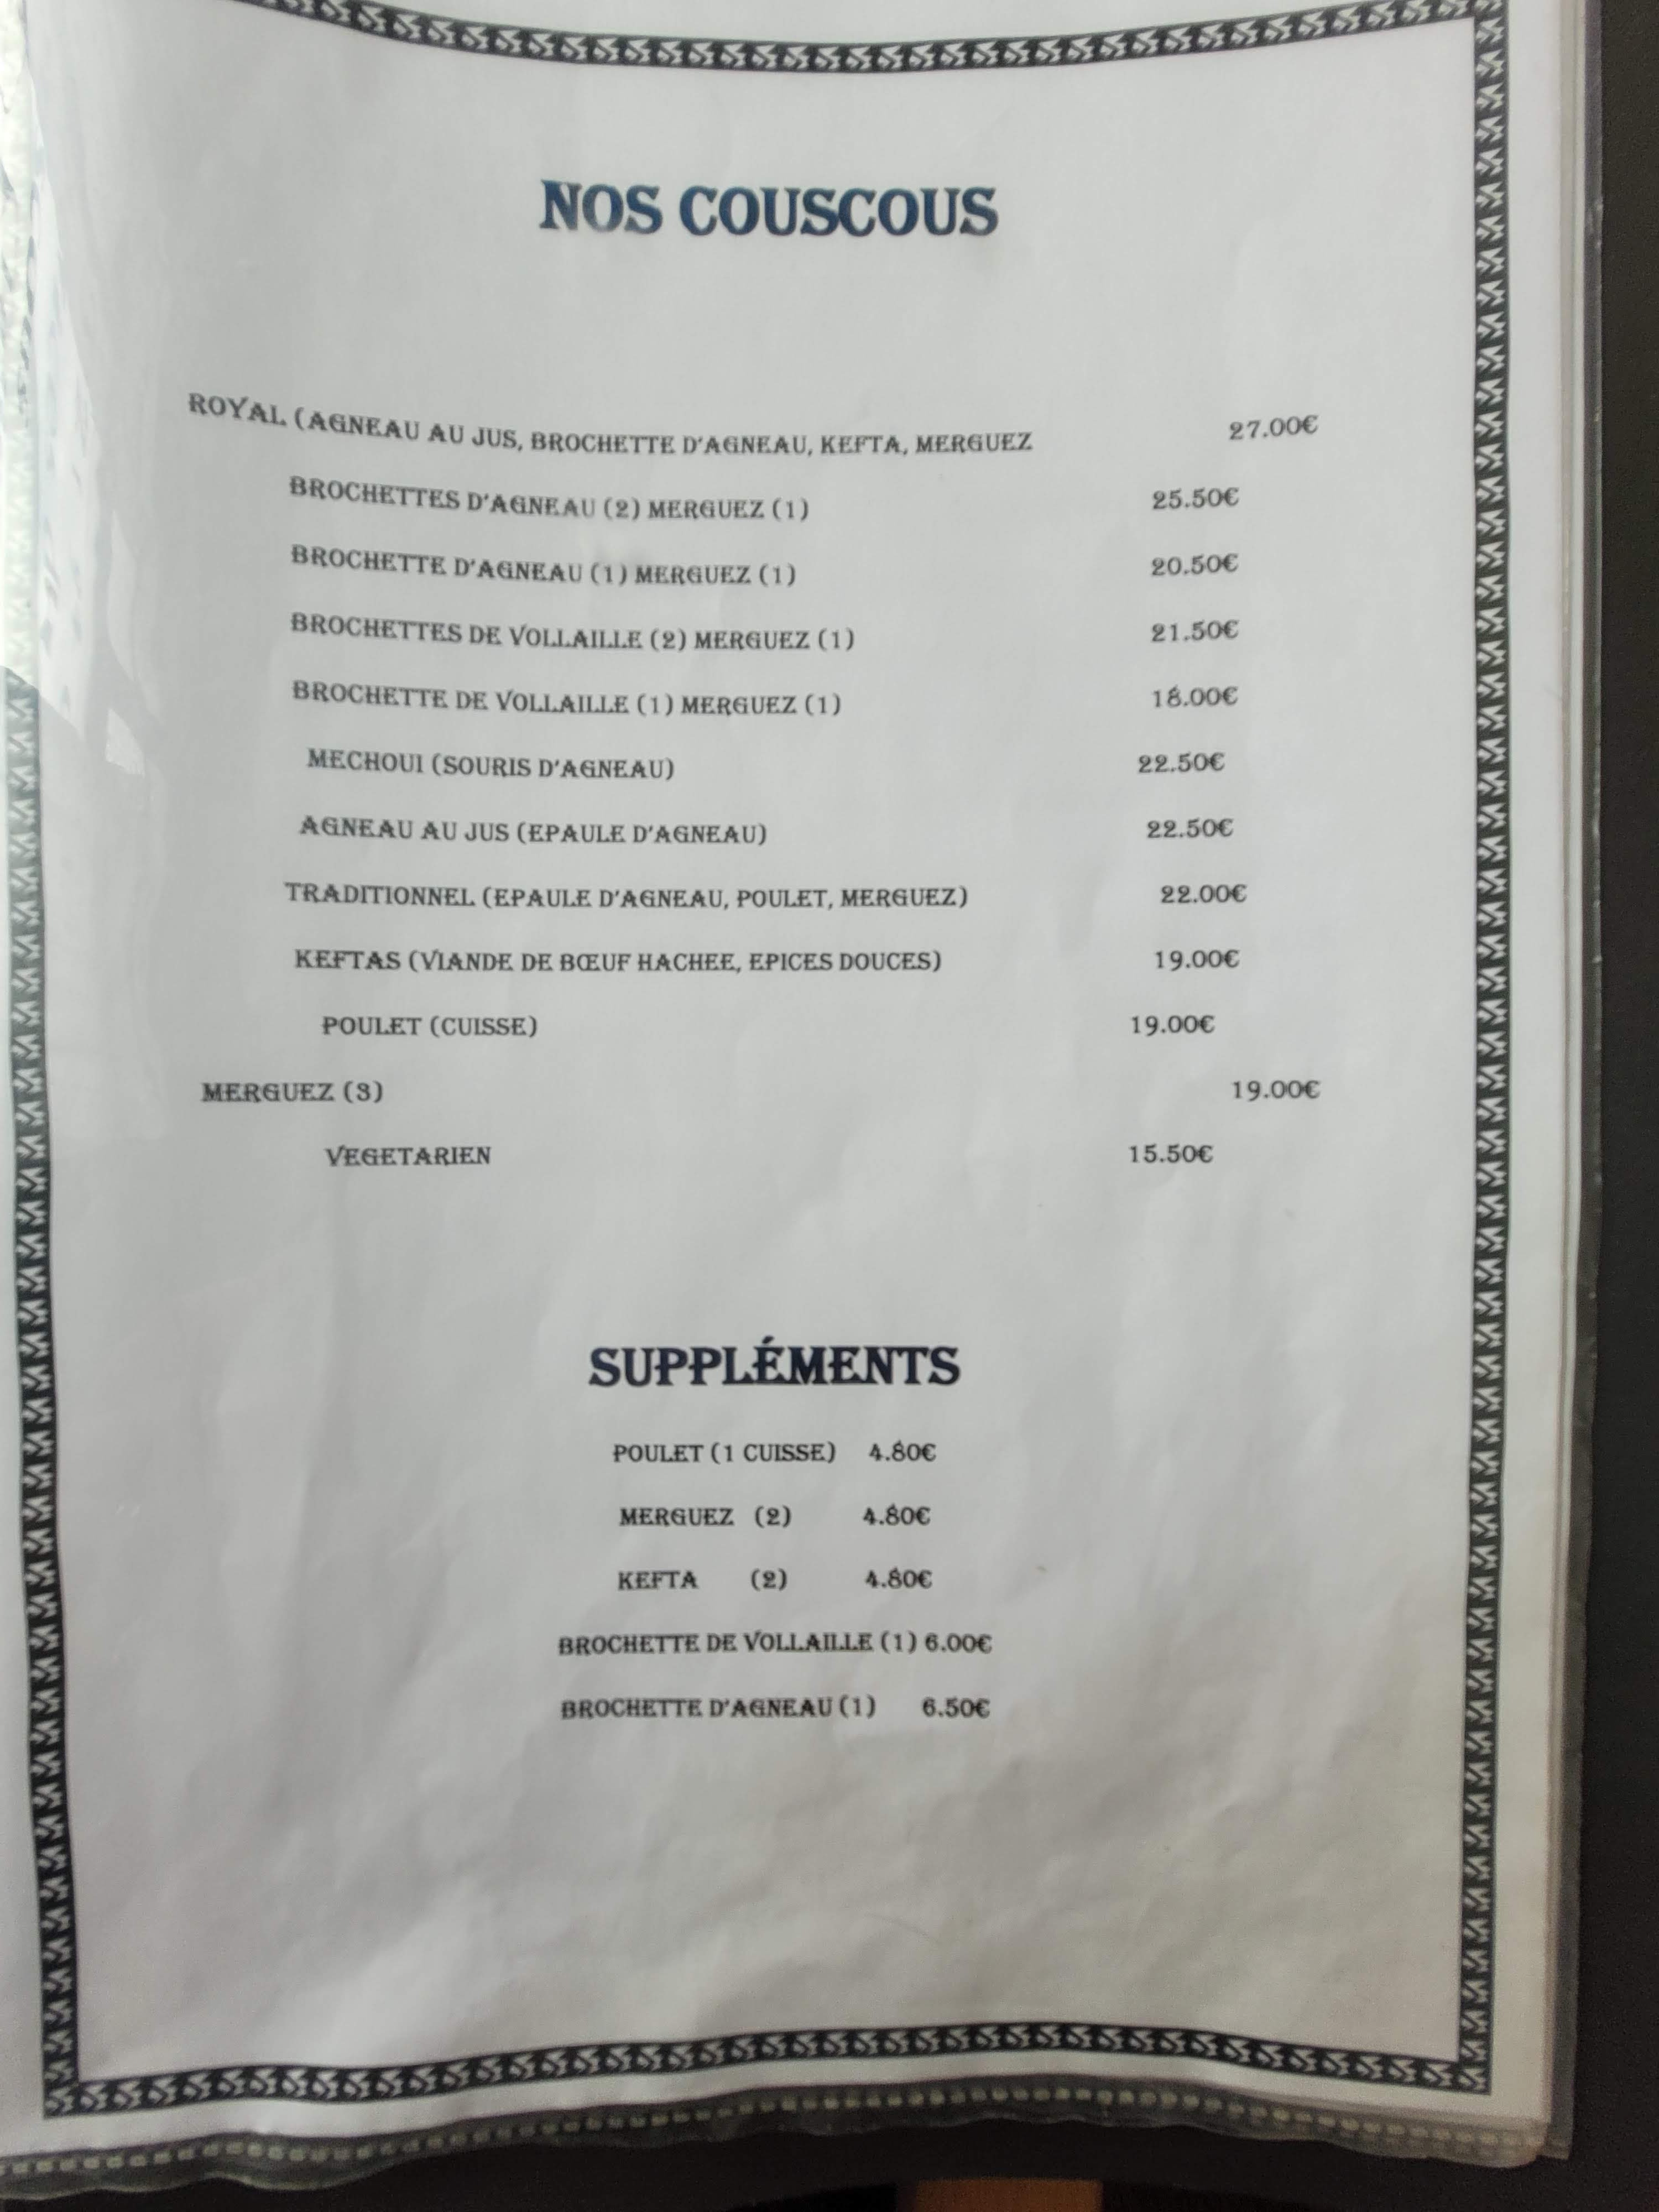 NOS COUSCOUS
ROYAL (AGNEAU AU JUS, BROCHETTE D'AGNEAU, KEFTA, MERGUEZ 27.00€
BROCHETTES D'AGNEAU (2) MERGUEZ (1) 25.50€
BROCHETTE D'AGNEAU (1) MERGUEZ (1) 20.50€
BROCHETTES DE VOLLAILLE (2) MERGUEZ (1) 21.50€
BROCHETTE DE VOLLAILLE (1) MERGUEZ (1) 18.00€
MECHOUI (SOURIS D'AGNEAU) 22.50€
AGNEAU AU JUS (EPAULE D'AGNEAU) 22.50€
TRADITIONNEL (EPAULE D'AGNEAU, POULET, MERGUEZ) 22.00€
KEFTAS (VIANDE DE BŒUF HACHEE, EPICES DOUCES) 19.00€
POULET (CUISSE) 19.00€
MERGUEZ (3) 19.00€
VEGETARIEN 15.50€
SUPPLÉMENTS
POULET (1 CUISSE) 4.80€
MERGUEZ (2) 4.80€
KEFTA (2) 4.80€
BROCHETTE DE VOLLAILLE (1) 6.00€
BROCHETTE D'AGNEAU (1) 6.50€